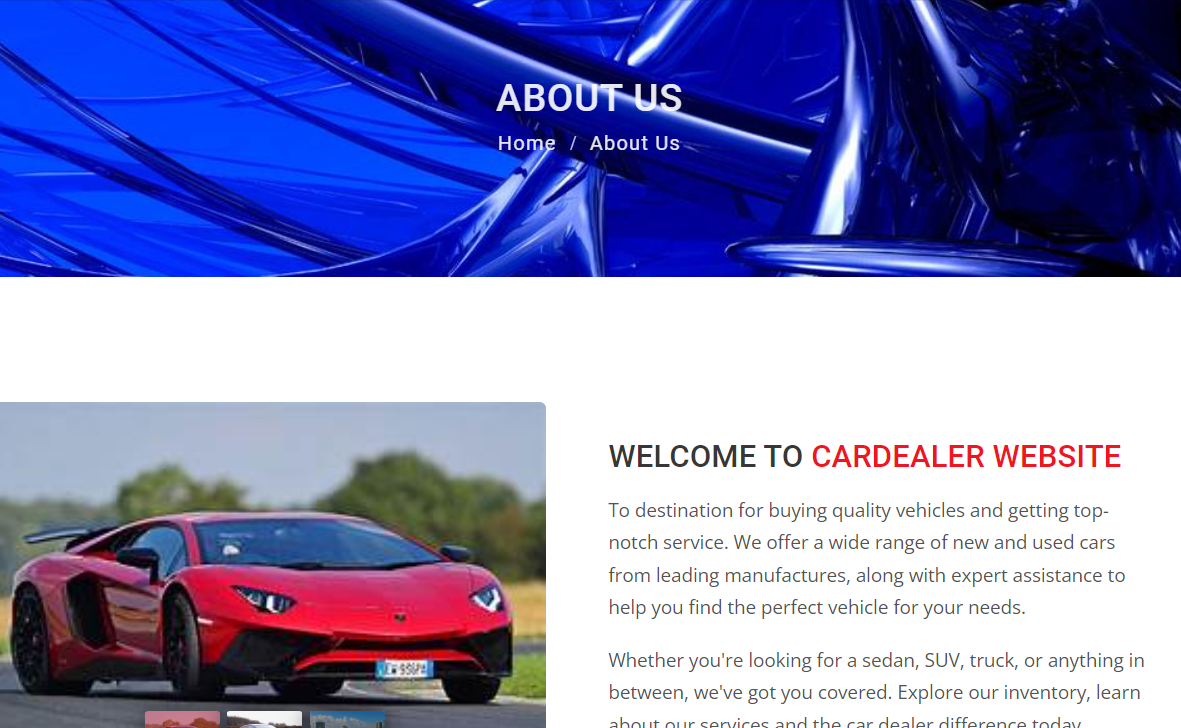 ABOUT US
Home / About Us
WELCOME TO CARDEALER WEBSITE
To destination for buying quality vehicles and getting top-
notch service. We offer a wide range of new and used cars
from leading manufactures, along with expert assistance to
help you find the perfect vehicle for your needs.
Whether you're looking for a sedan, SUV, truck, or anything in
between, we've got you covered. Explore our inventory, learn
about our services and the car dealer difference today.